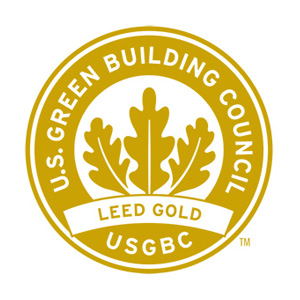 U.S. GREEN BUILDING COUNCIL
LEED GOLD
USGBC
TM